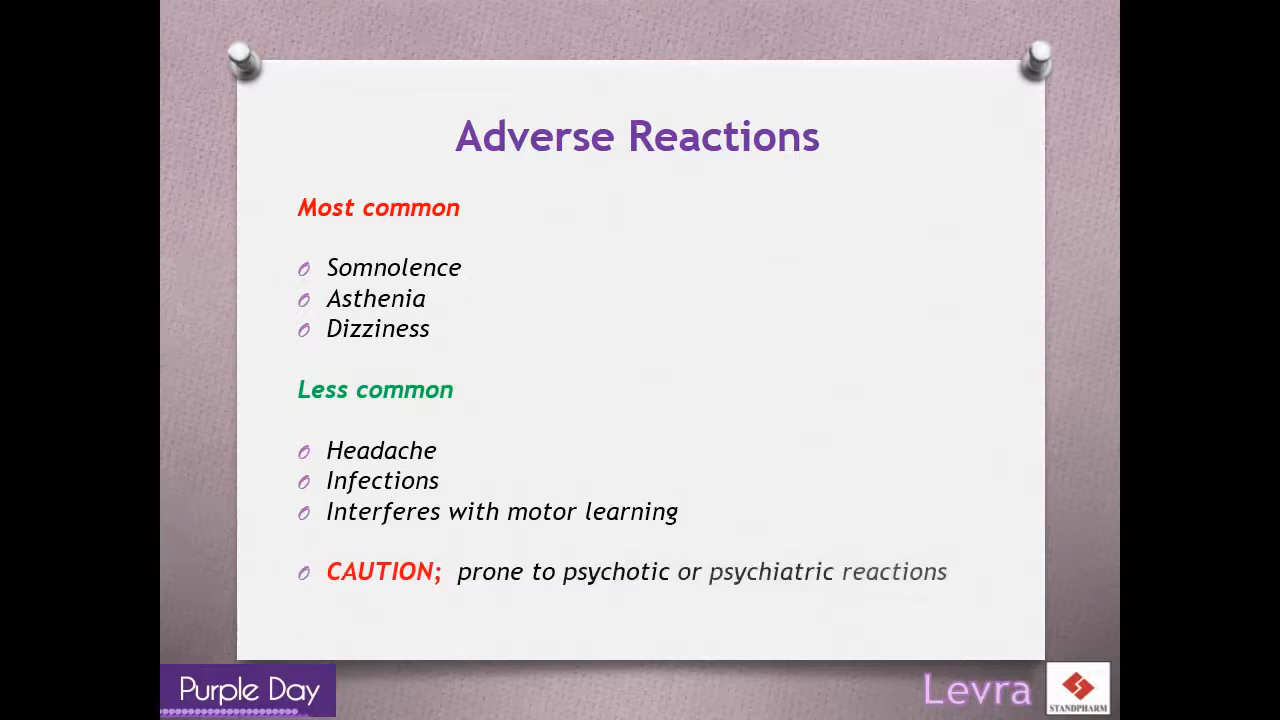 Adverse Reactions
Most common
Somnolence
Asthenia
Dizziness
Less common
Headache
Infections
Interferes with motor learning
CAUTION; prone to psychotic or psychiatric reactions
Purple Day
Levra
STANDPHARM